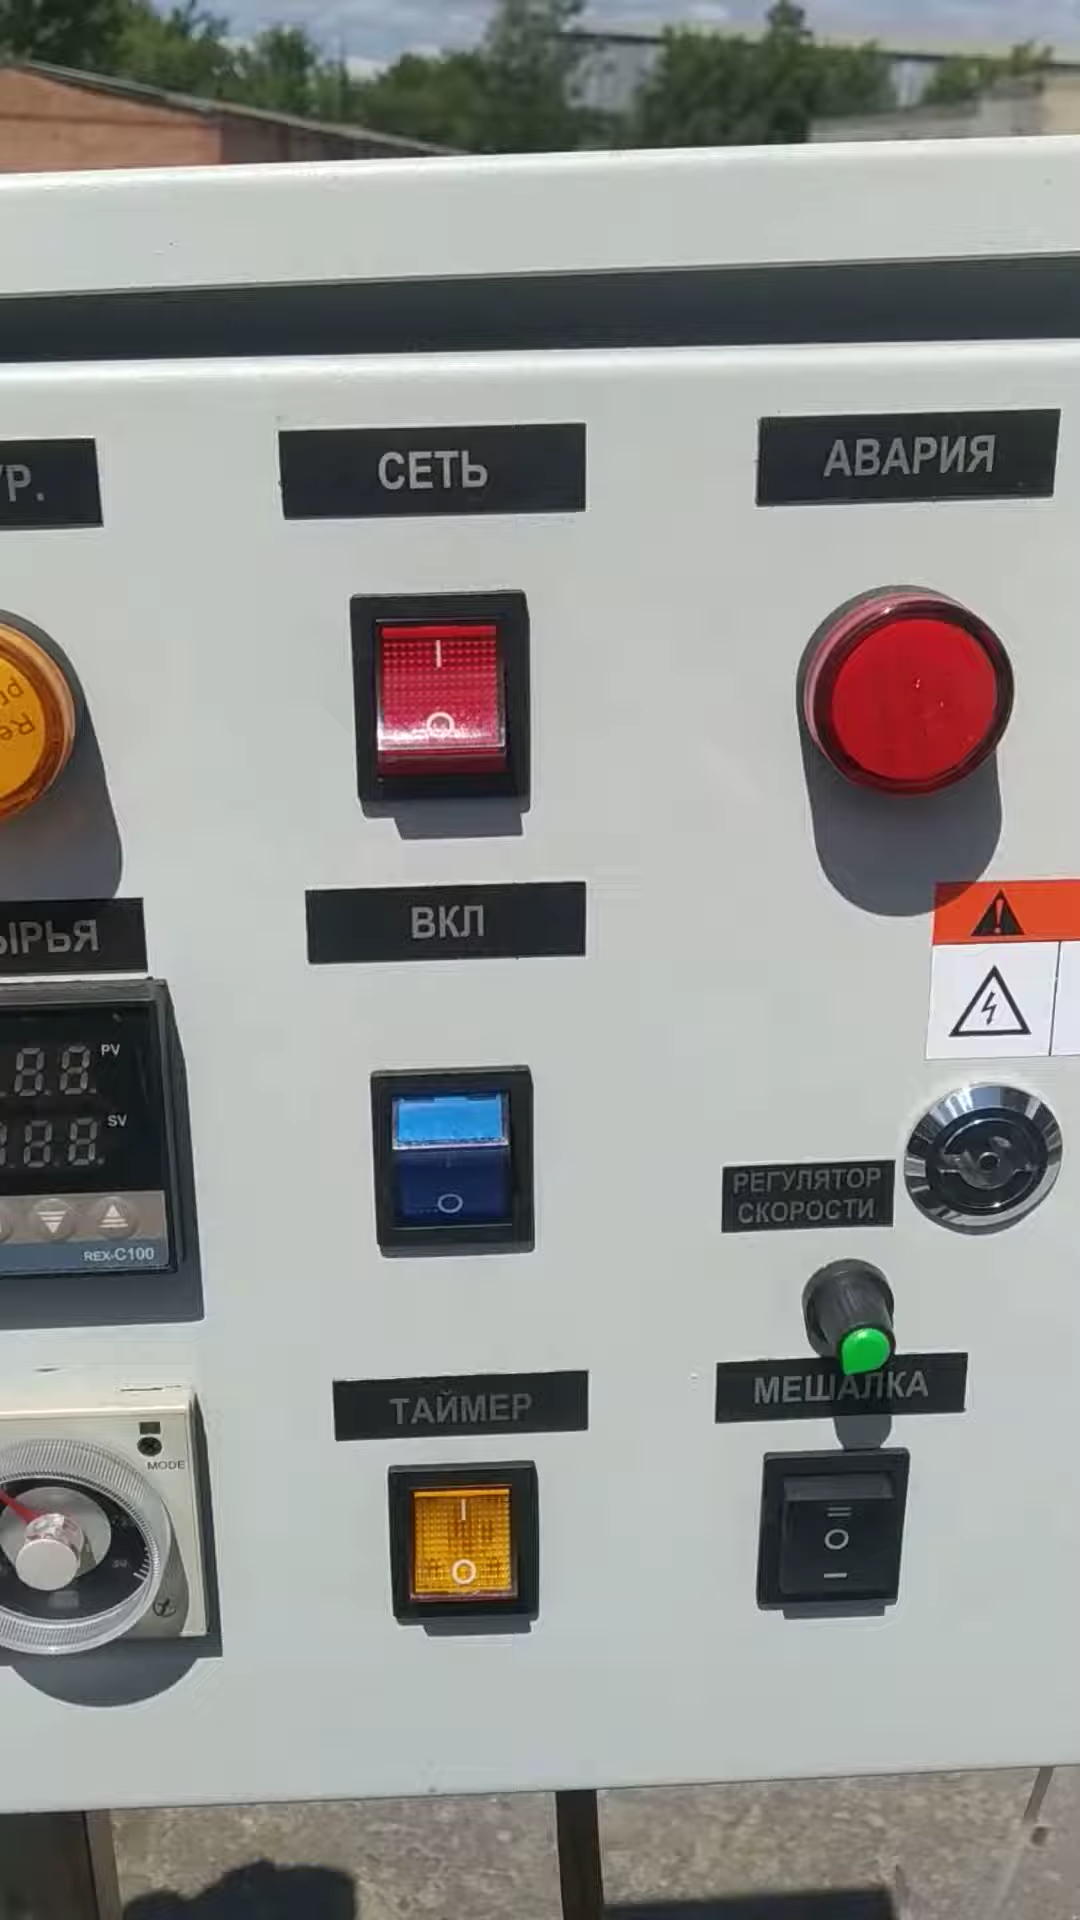 УР.
СЕТЬ
АВАРИЯ
I
O
ВКЛ
ЫРЬЯ
PV
SV
REX-C100
O
РЕГУЛЯТОР
СКОРОСТИ
ТАЙМЕР
МЕШАЛКА
MODE
I
O
=
O
–